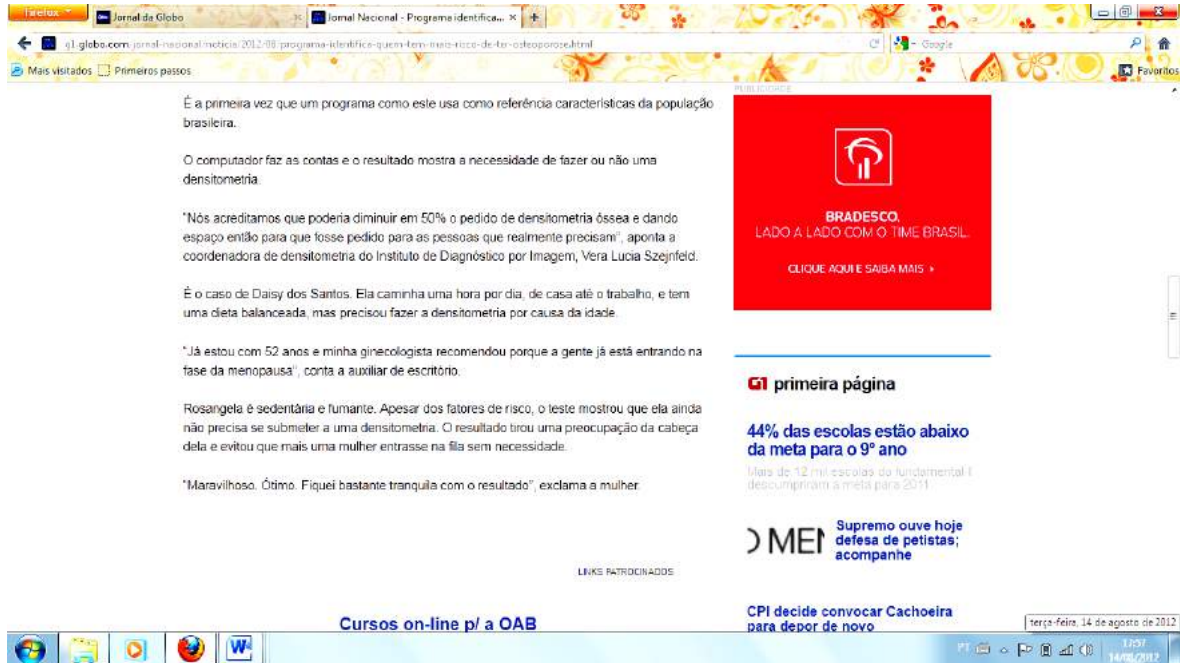 Firefox
Jornal da Globo
Jornal Nacional - Programa identifica...
g1.globo.com/jornal-nacional/noticia/2012/08/programa-identifica-quem-tem-mais-risco-de-ter-osteoporose.html
Google
Mais visitados
Primeiros passos
Favoritos
É a primeira vez que um programa como este usa como referência características da população
brasileira.
O computador faz as contas e o resultado mostra a necessidade de fazer ou não uma
densitometria.
"Nós acreditamos que poderia diminuir em 50% o pedido de densitometria óssea e dando
espaço então para que fosse pedido para as pessoas que realmente precisam", aponta a
coordenadora de densitometria do Instituto de Diagnóstico por Imagem, Vera Lucia Szejnfeld.
É o caso de Daisy dos Santos. Ela caminha uma hora por dia, de casa até o trabalho, e tem
uma dieta balanceada, mas precisou fazer a densitometria por causa da idade.
"Já estou com 52 anos e minha ginecologista recomendou porque a gente já está entrando na
fase da menopausa", conta a auxiliar de escritório.
Rosangela é sedentária e fumante. Apesar dos fatores de risco, o teste mostrou que ela ainda
não precisa se submeter a uma densitometria. O resultado tirou uma preocupação da cabeça
dela e evitou que mais uma mulher entrasse na fila sem necessidade.
"Maravilhoso. Ótimo. Fiquei bastante tranquila com o resultado", exclama a mulher.
LINKS PATROCINADOS
Cursos on-line p/ a OAB
PUBLICIDADE
BRADESCO.
LADO A LADO COM O TIME BRASIL.
CLIQUE AQUI E SAIBA MAIS
G1 primeira página
44% das escolas estão abaixo
da meta para o 9º ano
Mais de 12 mil escolas do fundamental
descumpriram a meta para 2011
O MEN
Supremo ouve hoje
defesa de petistas;
acompanhe
CPI decide convocar Cachoeira
para depor de novo
terça-feira, 14 de agosto de 2012
PT
17:57
14/08/2012